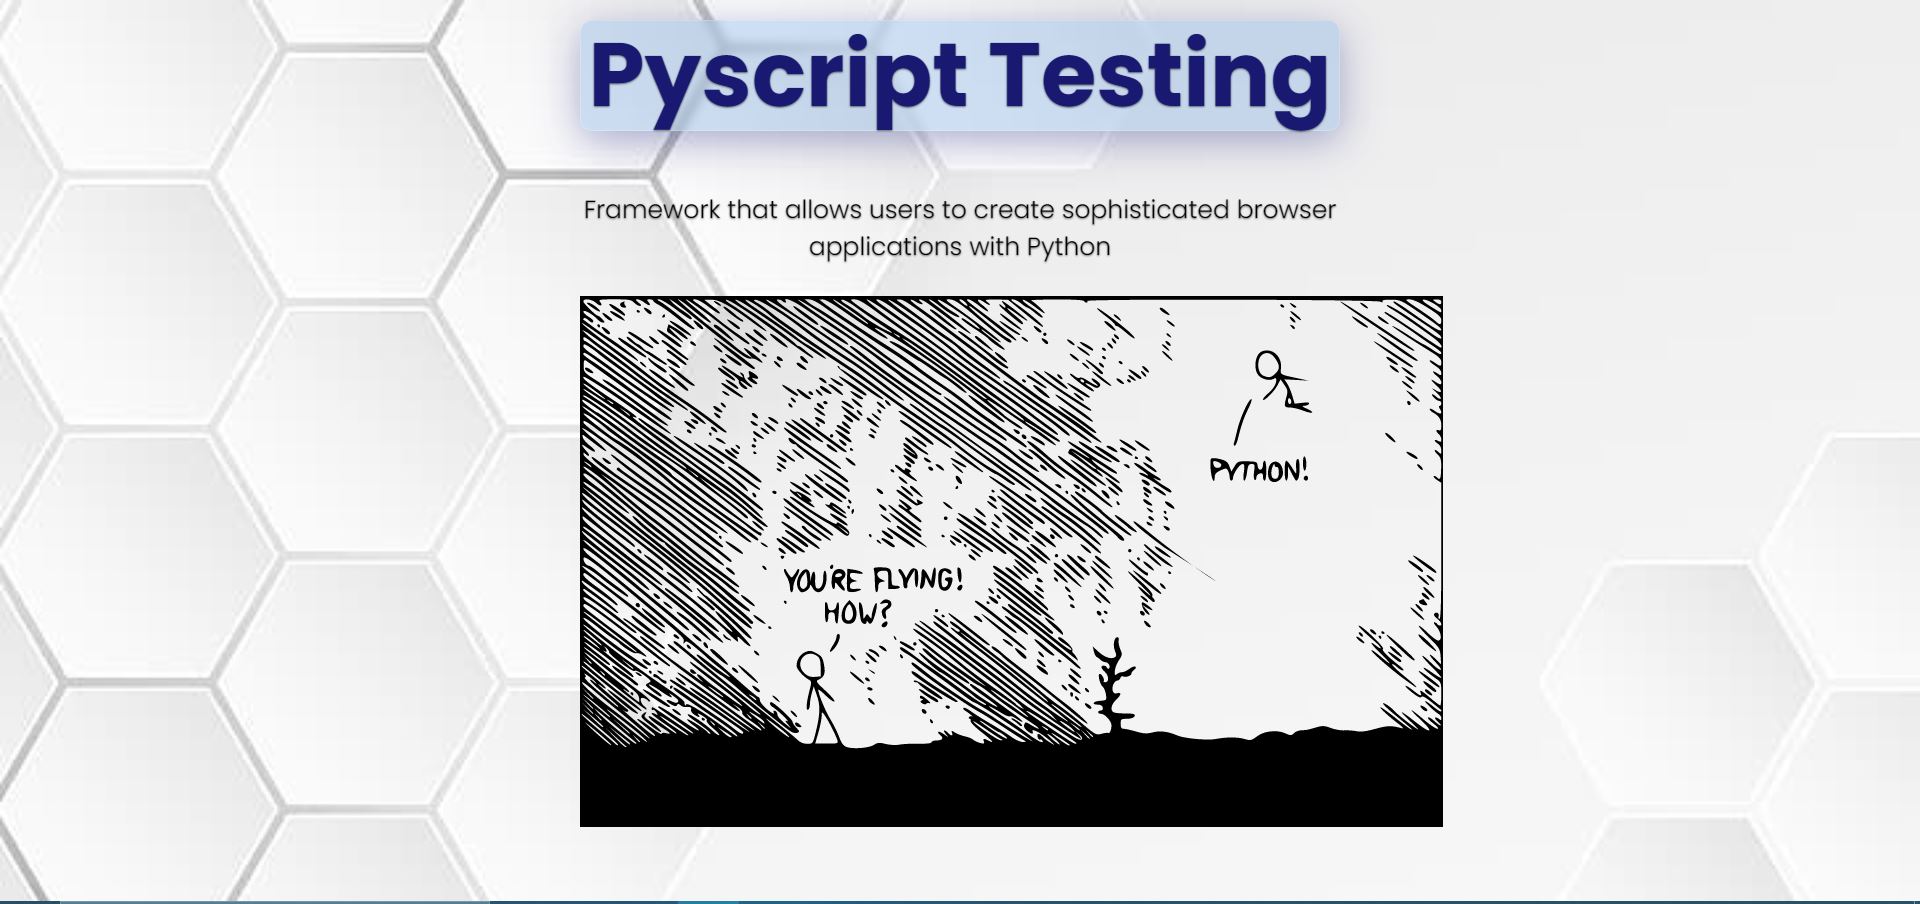 Pyscript Testing
Framework that allows users to create sophisticated browser
applications with Python
PYTHON!
YOU'RE FLYING!
HOW?